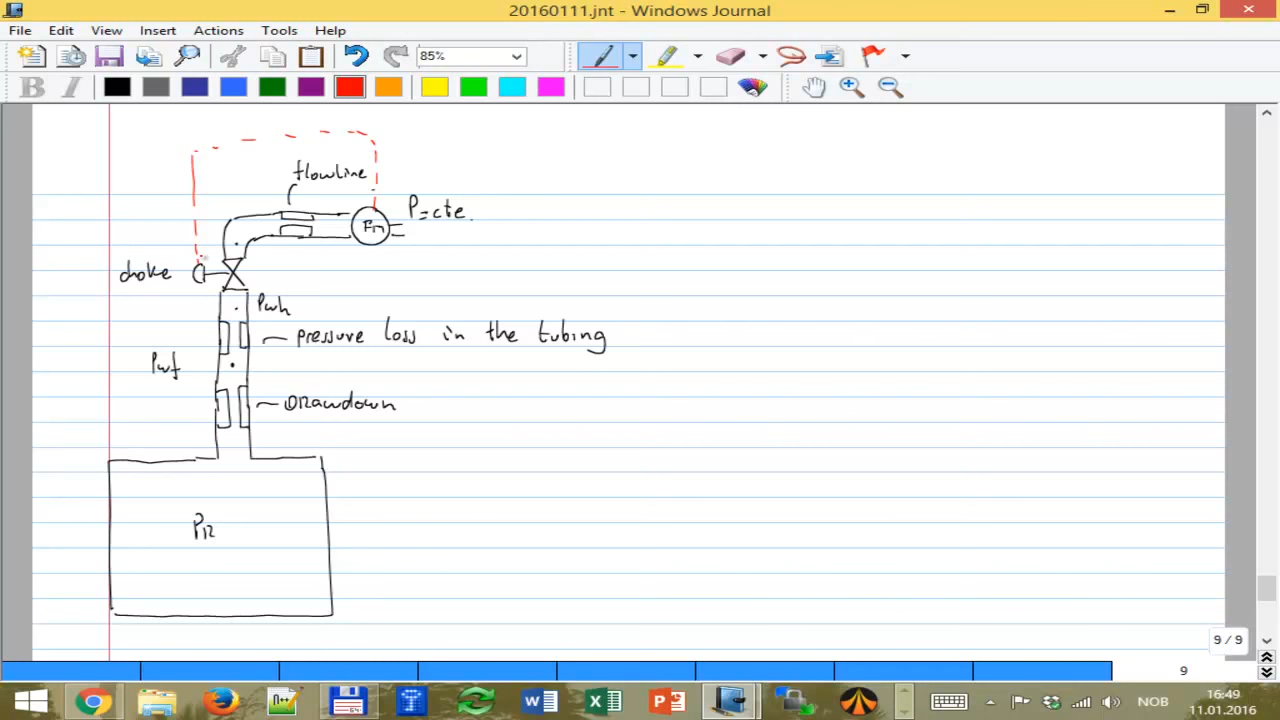 20160111.jnt - Windows Journal
File Edit View Insert Actions Tools Help
85%
B I
flowline
P=cte.
Fm
choke
Pwh
pressure loss in the tubing
Pwf
Drawdown
PR
9 / 9
9
NOB
16:49
11.01.2016